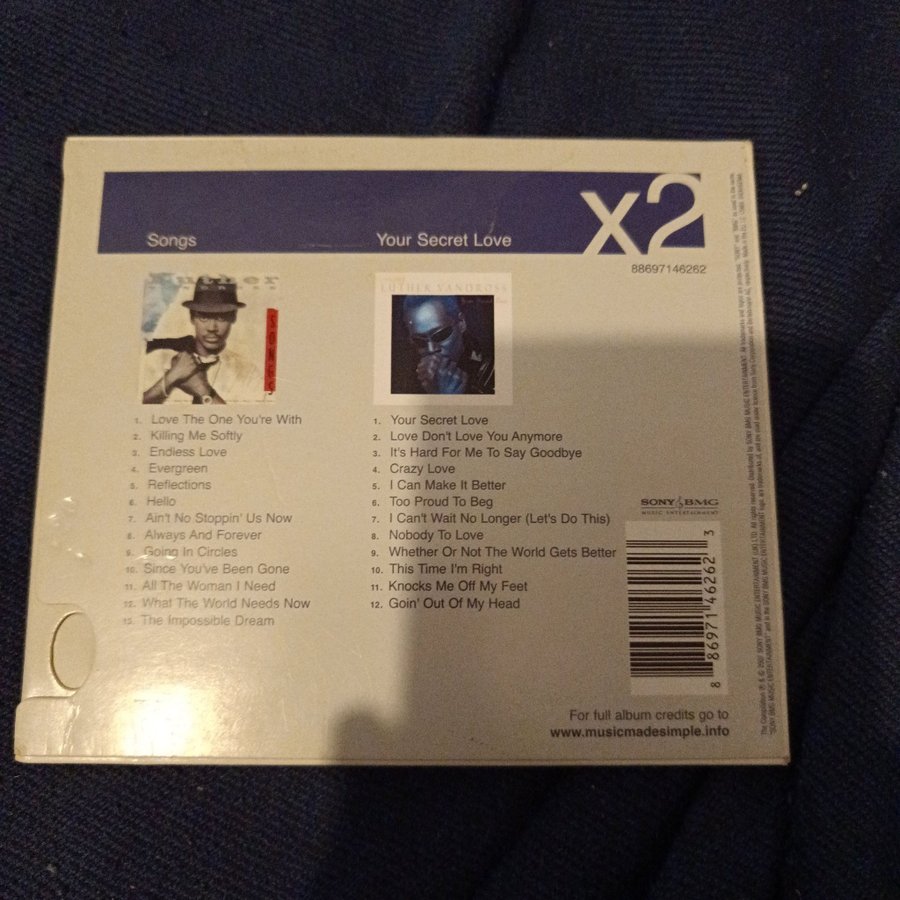 Songs
Your Secret Love
x2
88697146262
Luther
SONGS
LUTHER VANDROSS
1. Love The One You're With
2. Killing Me Softly
3. Endless Love
4. Evergreen
5. Reflections
6. Hello
7. Ain't No Stoppin' Us Now
8. Always And Forever
9. Going In Circles
10. Since You've Been Gone
11. All The Woman I Need
12. What The World Needs Now
13. The Impossible Dream
1. Your Secret Love
2. Love Don't Love You Anymore
3. It's Hard For Me To Say Goodbye
4. Crazy Love
5. I Can Make It Better
6. Too Proud To Beg
7. I Can't Wait No Longer (Let's Do This)
8. Nobody To Love
9. Whether Or Not The World Gets Better
10. This Time I'm Right
11. Knocks Me Off My Feet
12. Goin' Out Of My Head
SONY BMG
MUSIC ENTERTAINMENT
8 86971 46262 3
For full album credits go to
www.musicmadesimple.info